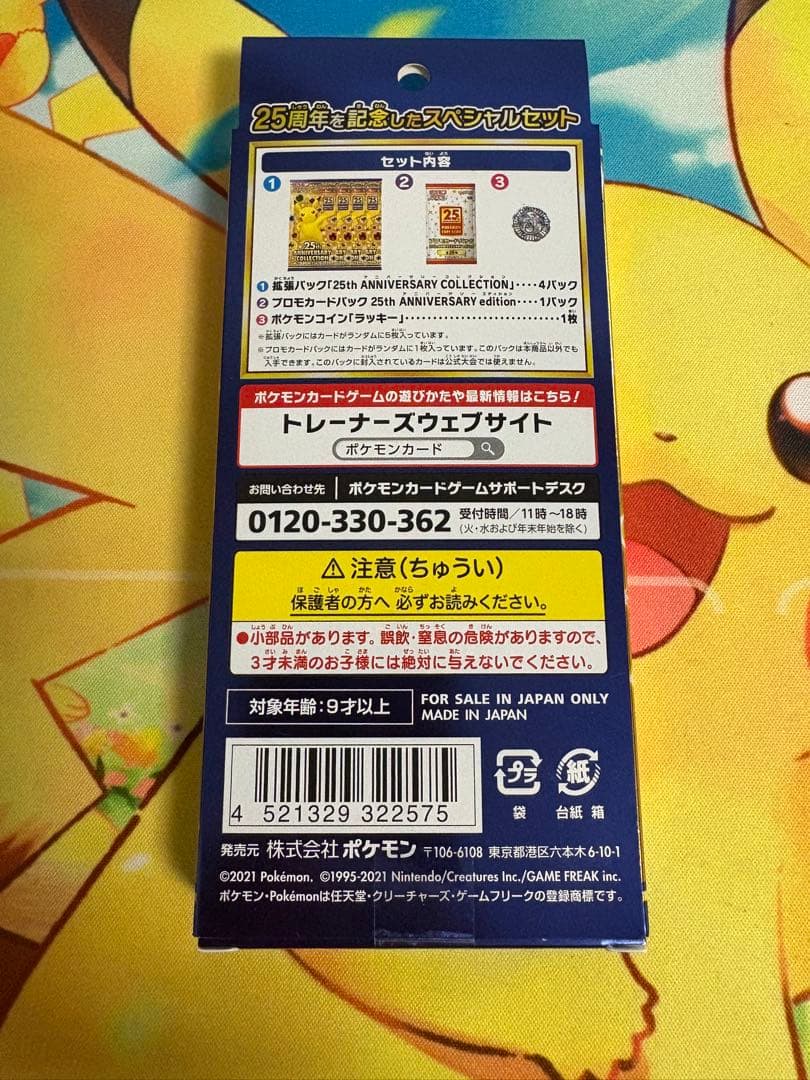 25周年を記念したスペシャルセット
セット内容
1 2 3
25th ANNIVERSARY COLLECTION
25
1 拡張パック「25th ANNIVERSARY COLLECTION」････4パック
2 プロモカードパック 25th ANNIVERSARY edition････1パック
3 ポケモンコイン「ラッキー」･･････････････････1枚
※拡張パックにはカードがランダムに5枚入っています。
※プロモカードパックにはカードがランダムに1枚入っています。このパックは本商品以外でも
入手できます。このパックに封入されているカードは公式大会では使えません。
ポケモンカードゲームの遊びかたや最新情報はこちら!
トレーナーズウェブサイト
ポケモンカード
お問い合わせ先 ポケモンカードゲームサポートデスク
0120-330-362 受付時間/11時~18時
(火・水および年末年始を除く)
⚠注意(ちゅうい)
保護者の方へ 必ずお読みください。
●小部品があります。誤飲・窒息の危険がありますので、
3才未満のお子様には絶対に与えないでください。
対象年齢:9才以上
FOR SALE IN JAPAN ONLY
MADE IN JAPAN
4 521329 322575
プラ 紙
袋 台紙 箱
発売元 株式会社ポケモン 〒106-6108 東京都港区六本木6-10-1
©2021 Pokémon. ©1995-2021 Nintendo/Creatures Inc./GAME FREAK inc.
ポケモン・Pokémonは任天堂・クリーチャーズ・ゲームフリークの登録商標です。